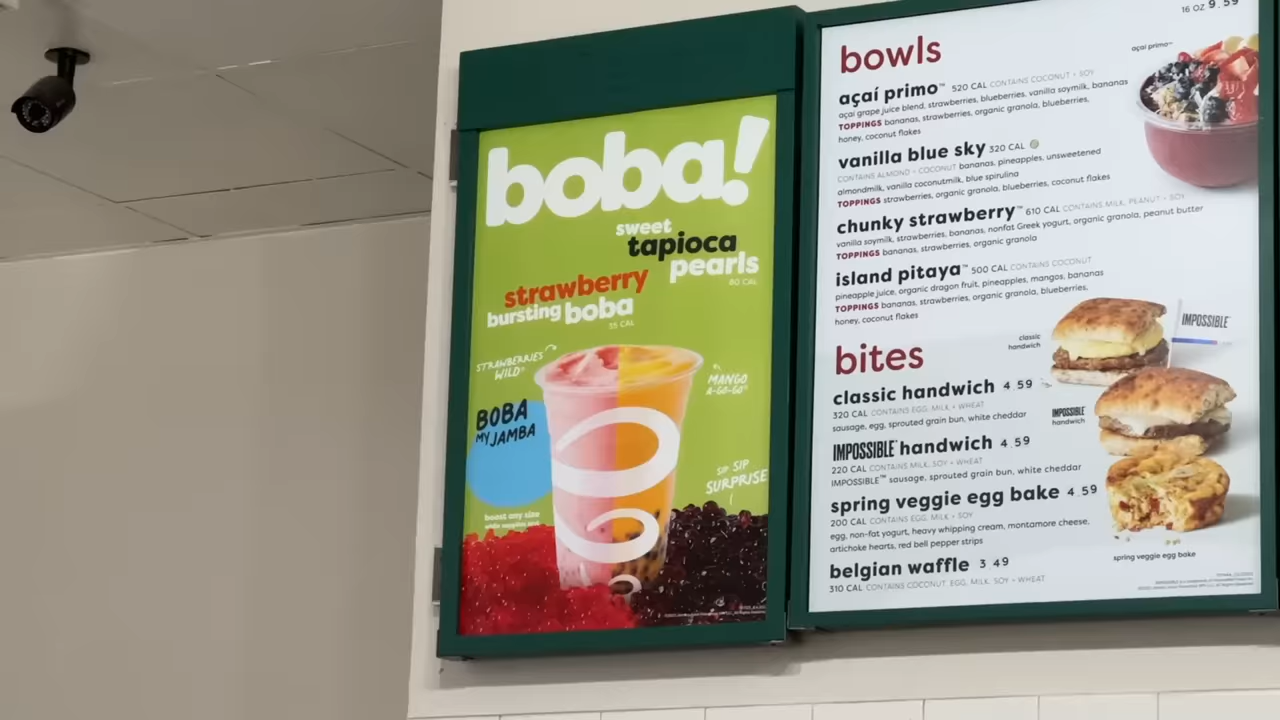 boba!
sweet
tapioca
pearls
80 CAL
strawberry
bursting boba
35 CAL
STRAWBERRIES
WILD®
MANGO
A-GO-GO®
BOBA
MY JAMBA
SIP SIP
SURPRISE
boost any size
16 OZ 9.59
bowls
açaí primo™
açaí primo™ 520 CAL CONTAINS COCONUT + SOY
açaí grape juice blend, strawberries, blueberries, vanilla soymilk, bananas
TOPPINGS bananas, strawberries, organic granola, blueberries,
honey, coconut flakes
vanilla blue sky 320 CAL
CONTAINS ALMOND + COCONUT bananas, pineapples, unsweetened
almondmilk, vanilla coconutmilk, blue spirulina
TOPPINGS strawberries, organic granola, blueberries, coconut flakes
chunky strawberry™ 610 CAL CONTAINS MILK, PEANUT + SOY
vanilla soymilk, strawberries, bananas, nonfat Greek yogurt, organic granola, peanut butter
TOPPINGS bananas, strawberries, organic granola
island pitaya™ 500 CAL CONTAINS COCONUT
pineapple juice, organic dragon fruit, pineapples, mangos, bananas
TOPPINGS bananas, strawberries, organic granola, blueberries,
honey, coconut flakes
bites
classic
handwich
IMPOSSIBLE™
classic handwich 4 59
320 CAL CONTAINS EGG, MILK + WHEAT
sausage, egg, sprouted grain bun, white cheddar
IMPOSSIBLE™
handwich
IMPOSSIBLE™ handwich 4.59
220 CAL CONTAINS MILK, SOY + WHEAT
IMPOSSIBLE™ sausage, sprouted grain bun, white cheddar
spring veggie egg bake 4.59
200 CAL CONTAINS EGG, MILK + SOY
egg, non-fat yogurt, heavy whipping cream, montamore cheese,
artichoke hearts, red bell pepper strips
spring veggie egg bake
belgian waffle 3 49
310 CAL CONTAINS COCONUT, EGG, MILK, SOY + WHEAT